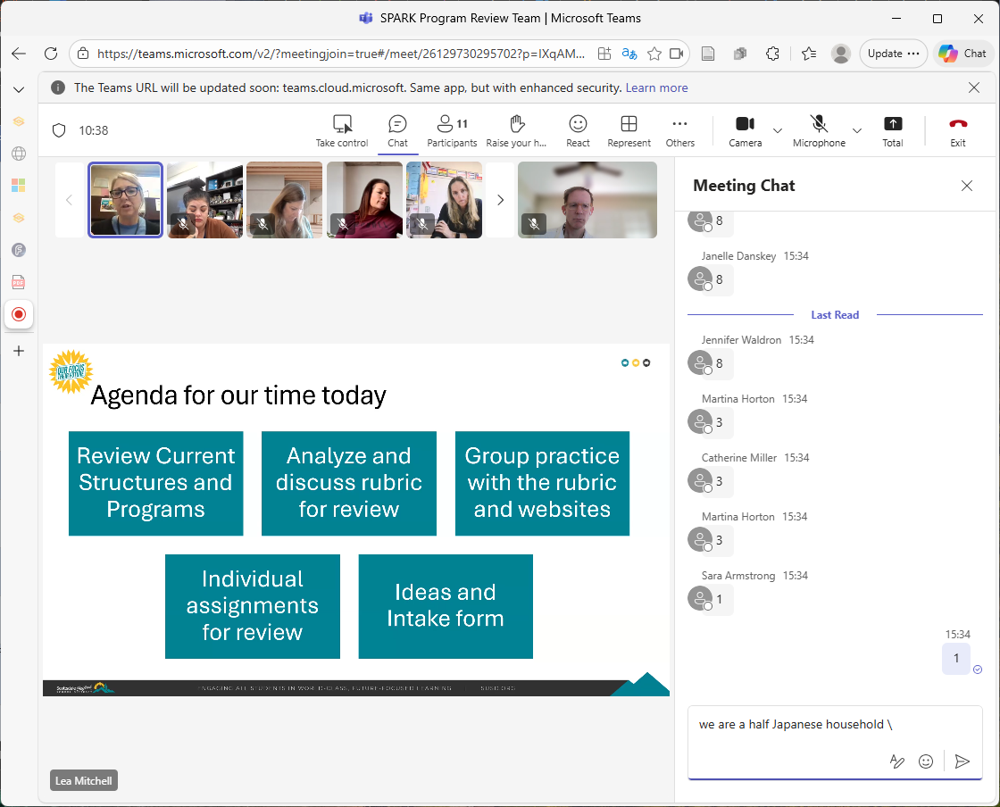 SPARK Program Review Team | Microsoft Teams
https://teams.microsoft.com/v2/?meetingjoin=true#/meet/26129730295702?p=IXqAM...
Update
Chat
The Teams URL will be updated soon: teams.cloud.microsoft. Same app, but with enhanced security. Learn more
10:38
Take control
Chat
11
Participants
Raise your h...
React
Represent
Others
Camera
Microphone
Total
Exit
OUR FOCUS
THEIR FUTURE
Agenda for our time today
Review Current
Structures and
Programs
Analyze and
discuss rubric
for review
Group practice
with the rubric
and websites
Individual
assignments
for review
Ideas and
Intake form
ENGAGING ALL STUDENTS IN WORLD-CLASS, FUTURE-FOCUSED LEARNING | SUSD.ORG
Lea Mitchell
Meeting Chat
8
Janelle Danskey 15:34
8
Last Read
Jennifer Waldron 15:34
8
Martina Horton 15:34
3
Catherine Miller 15:34
3
Martina Horton 15:34
3
Sara Armstrong 15:34
1
15:34
1
we are a half Japanese household \